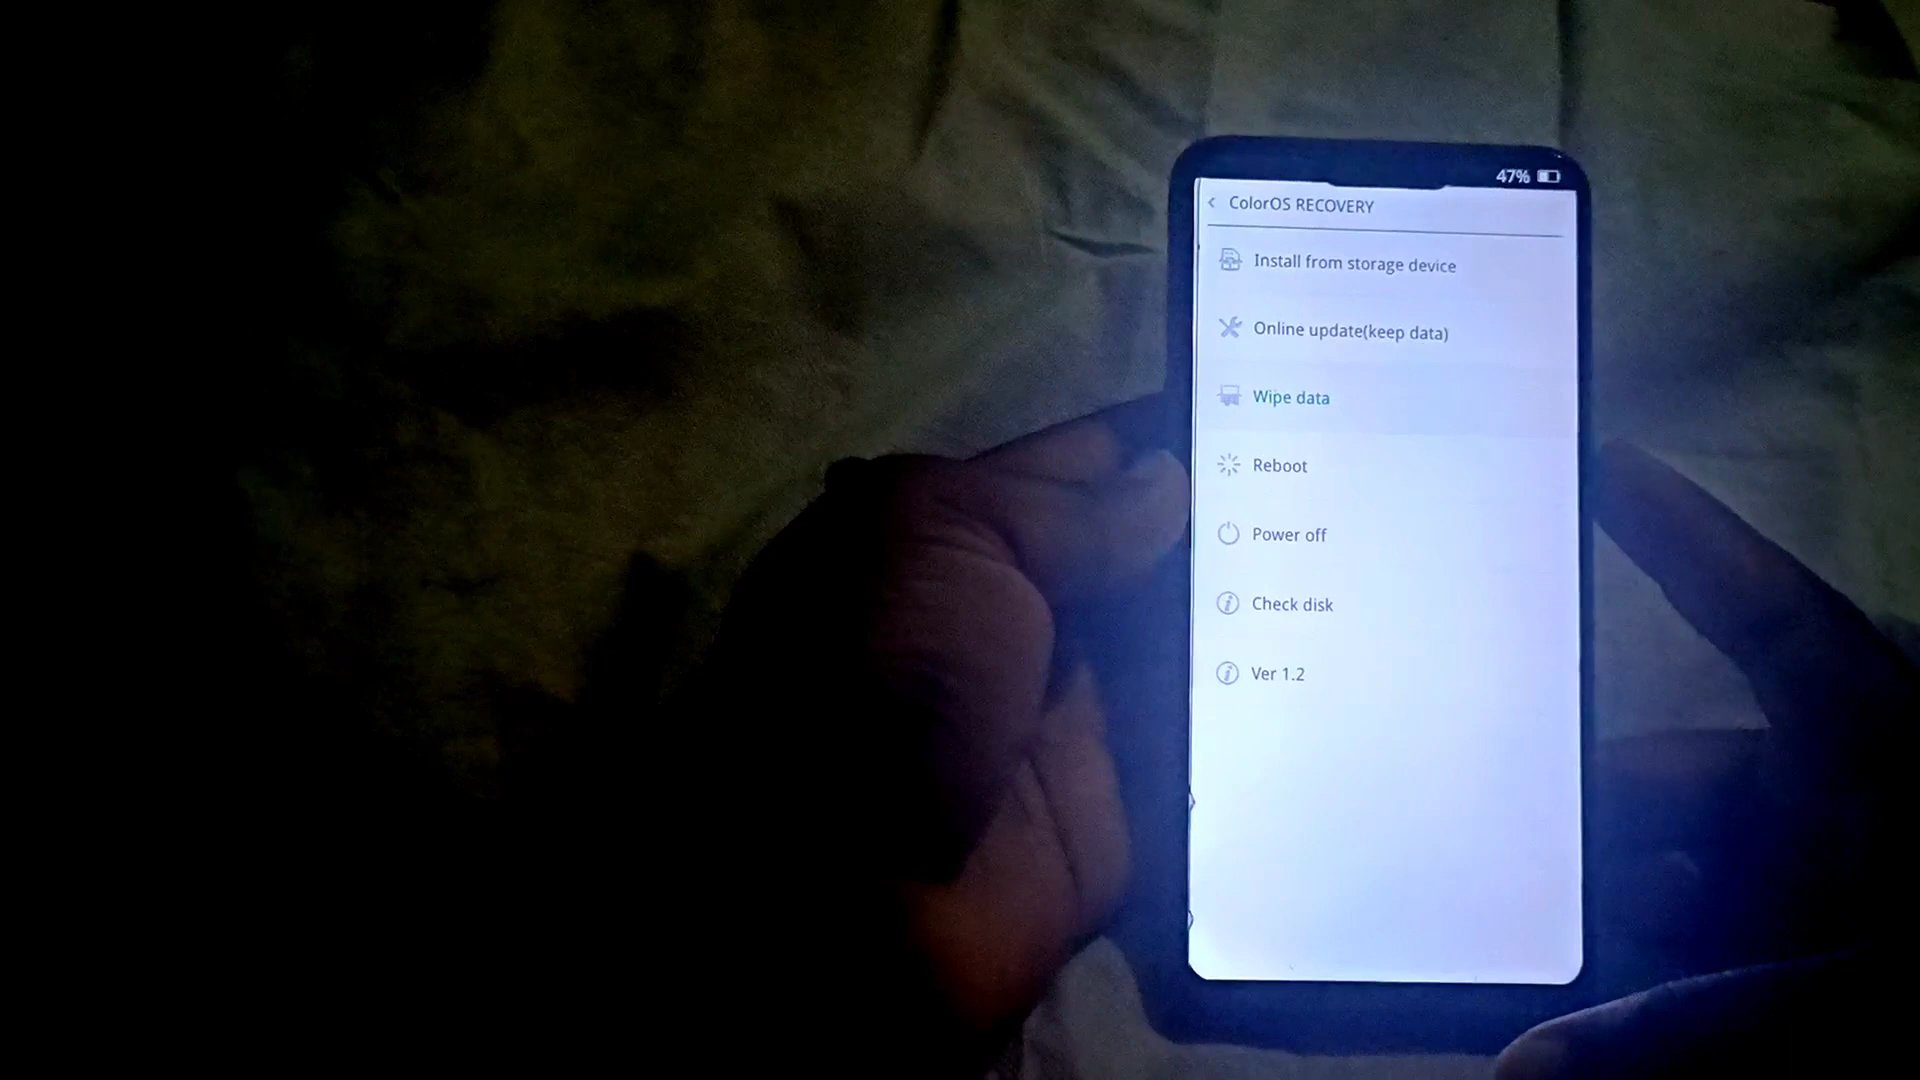 47%
ColorOS RECOVERY
Install from storage device
Online update(keep data)
Wipe data
Reboot
Power off
Check disk
Ver 1.2